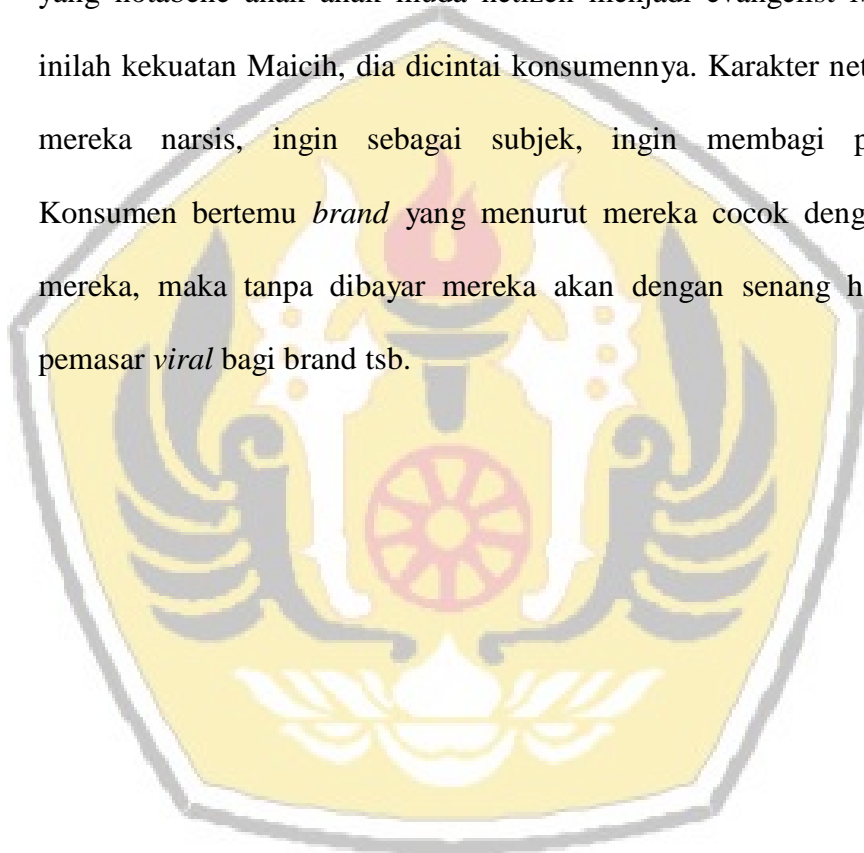 inilah kekuatan Maicih, dia dicintai konsumennya. Karakter
mereka narsis, ingin sebagai subjek, ingin membagi
Konsumen bertemu brand yang menurut mereka cocok
mereka, maka tanpa dibayar mereka akan dengan senang
pemasar viral bagi brand tsb.